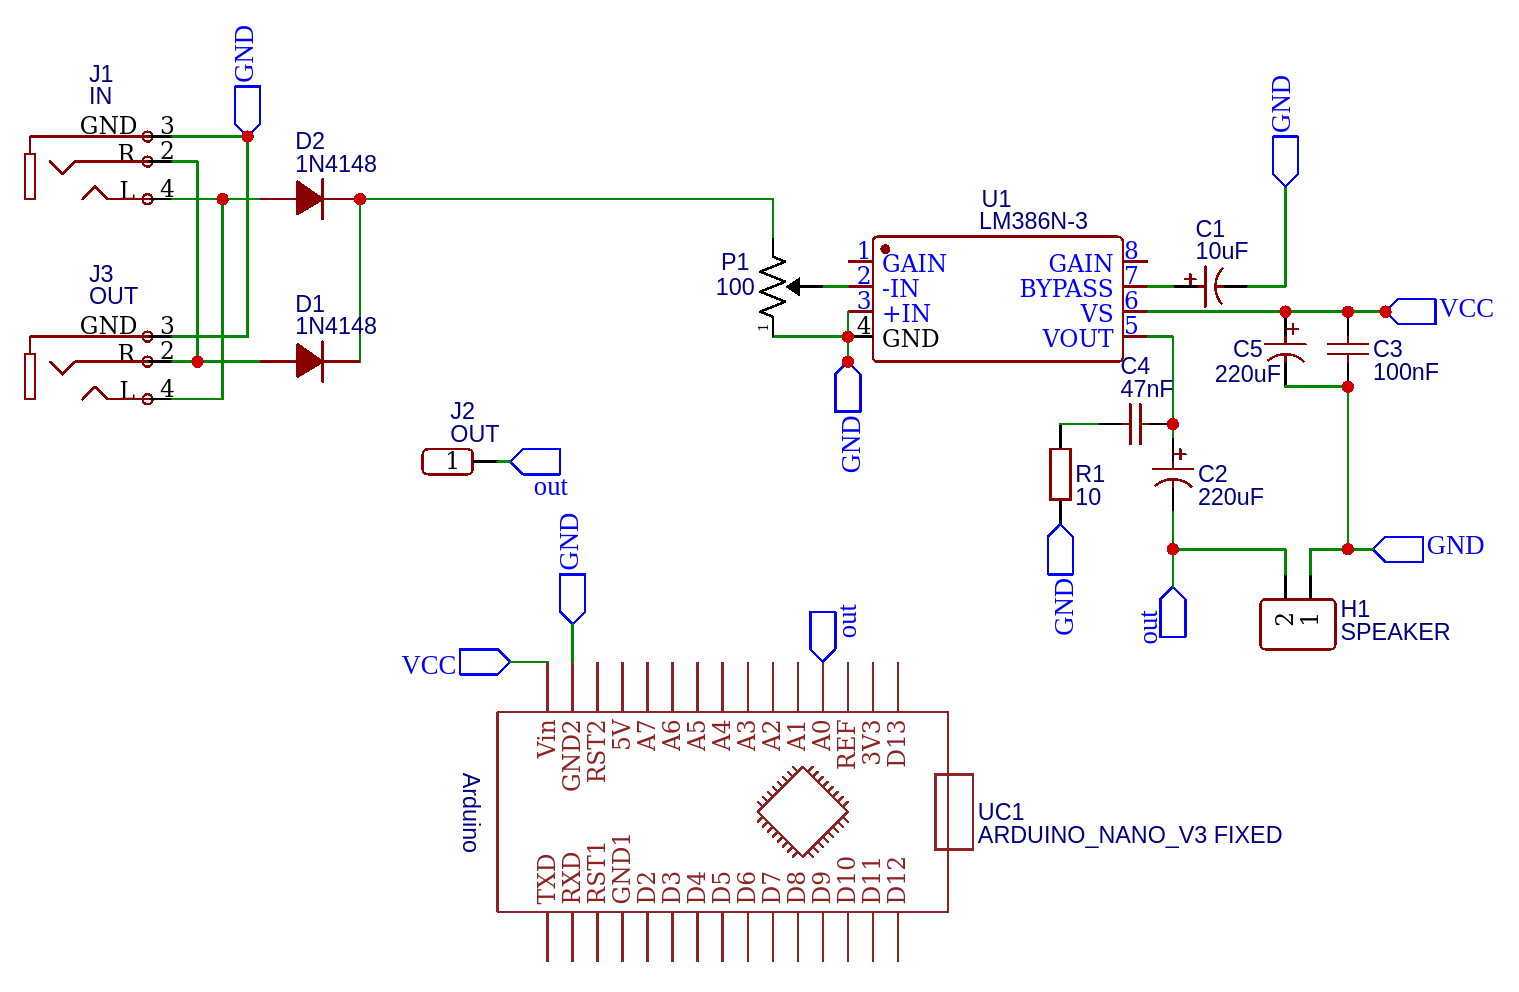 GND
J1
IN
GND 3
R 2
L 4
D2
1N4148
J3
OUT
GND 3
R 2
L 4
D1
1N4148
J2
OUT
1
out
P1
100
1
U1
LM386N-3
1 GAIN
2 -IN
3 +IN
4 GND
GAIN 8
BYPASS 7
VS 6
VOUT 5
GND
GND
C1
10uF
VCC
C5
220uF
C3
100nF
C4
47nF
R1
10
C2
220uF
GND
GND
out
2 1
H1
SPEAKER
GND
VCC
out
Vin
GND2
RST2
5V
A7
A6
A5
A4
A3
A2
A1
A0
REF
3V3
D13
Arduino
UC1
ARDUINO_NANO_V3 FIXED
TXD
RXD
RST1
GND1
D2
D3
D4
D5
D6
D7
D8
D9
D10
D11
D12